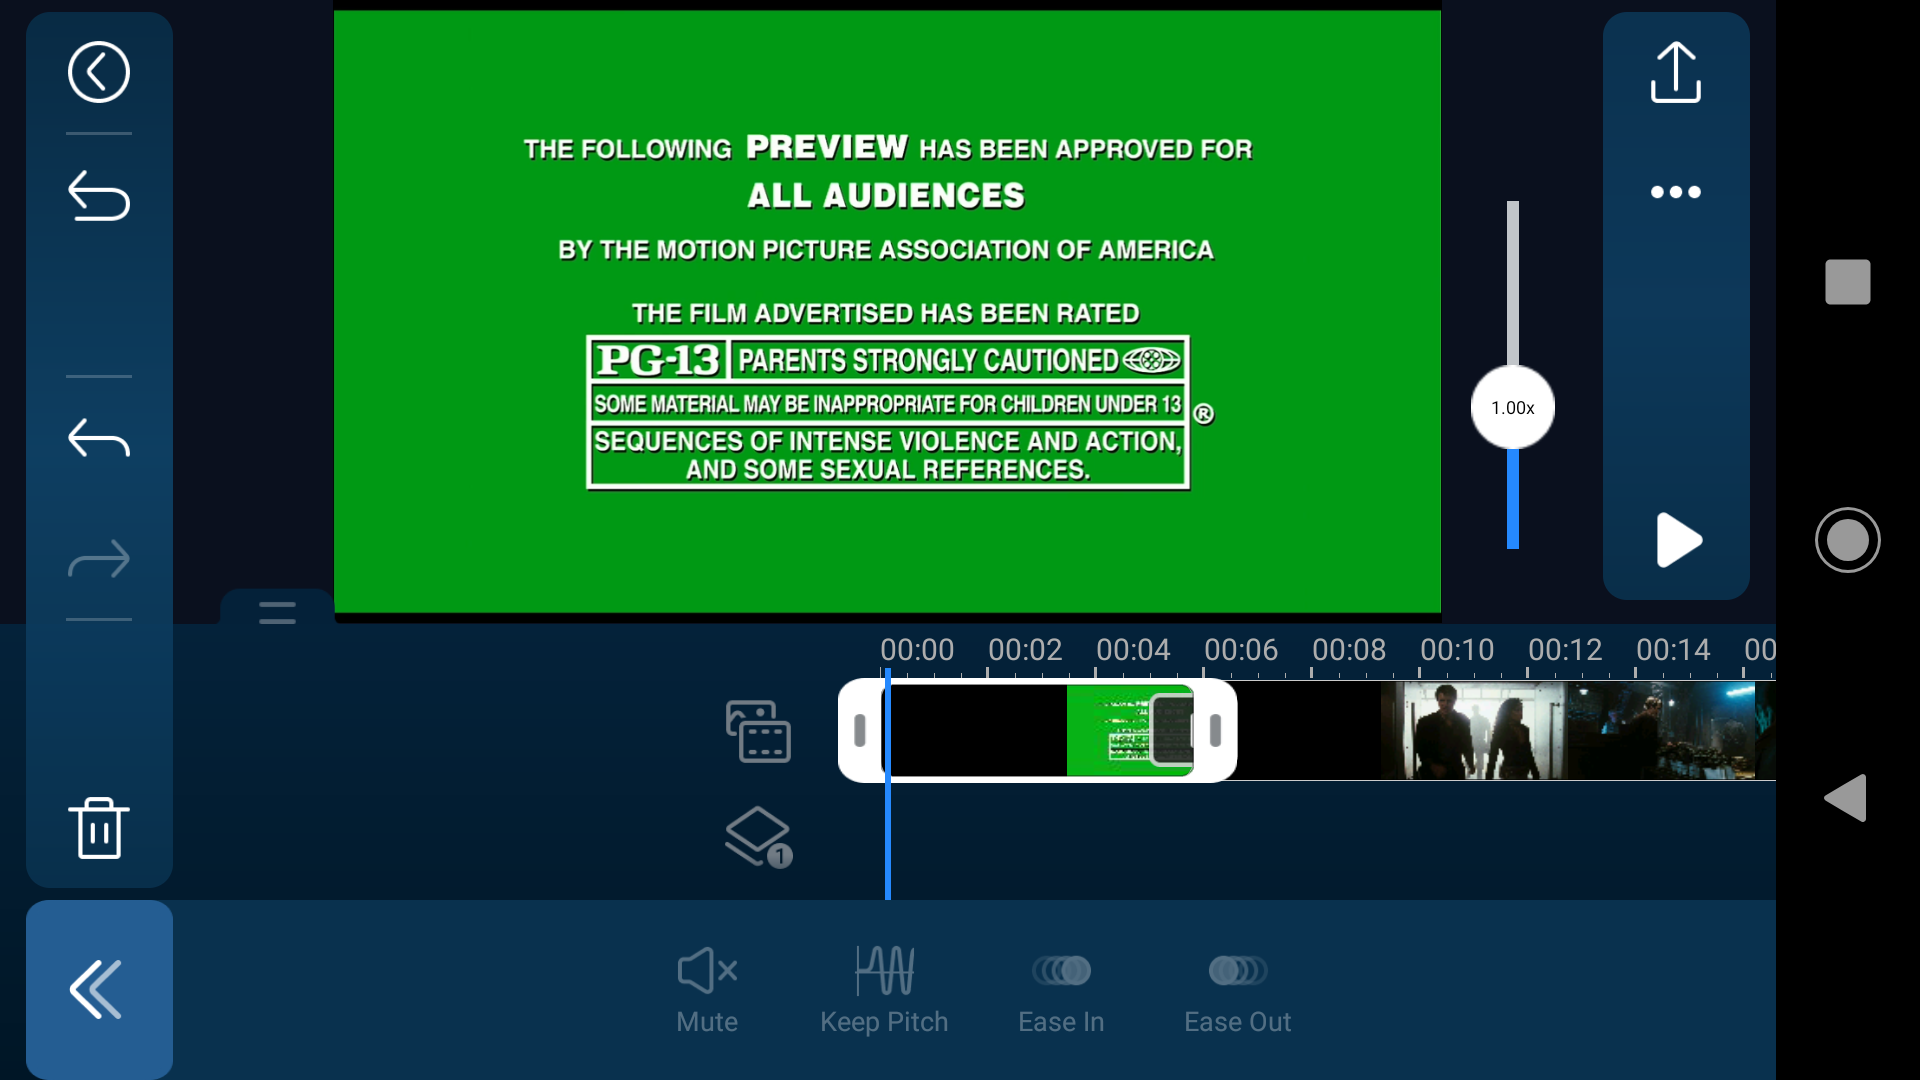 THE FOLLOWING PREVIEW HAS BEEN APPROVED FOR
ALL AUDIENCES
BY THE MOTION PICTURE ASSOCIATION OF AMERICA
THE FILM ADVERTISED HAS BEEN RATED
PG-13 PARENTS STRONGLY CAUTIONED
SOME MATERIAL MAY BE INAPPROPRIATE FOR CHILDREN UNDER 13
®
SEQUENCES OF INTENSE VIOLENCE AND ACTION,
AND SOME SEXUAL REFERENCES.
1.00x
00:00 00:02 00:04 00:06 00:08 00:10 00:12 00:14 00
1
Mute Keep Pitch Ease In Ease Out